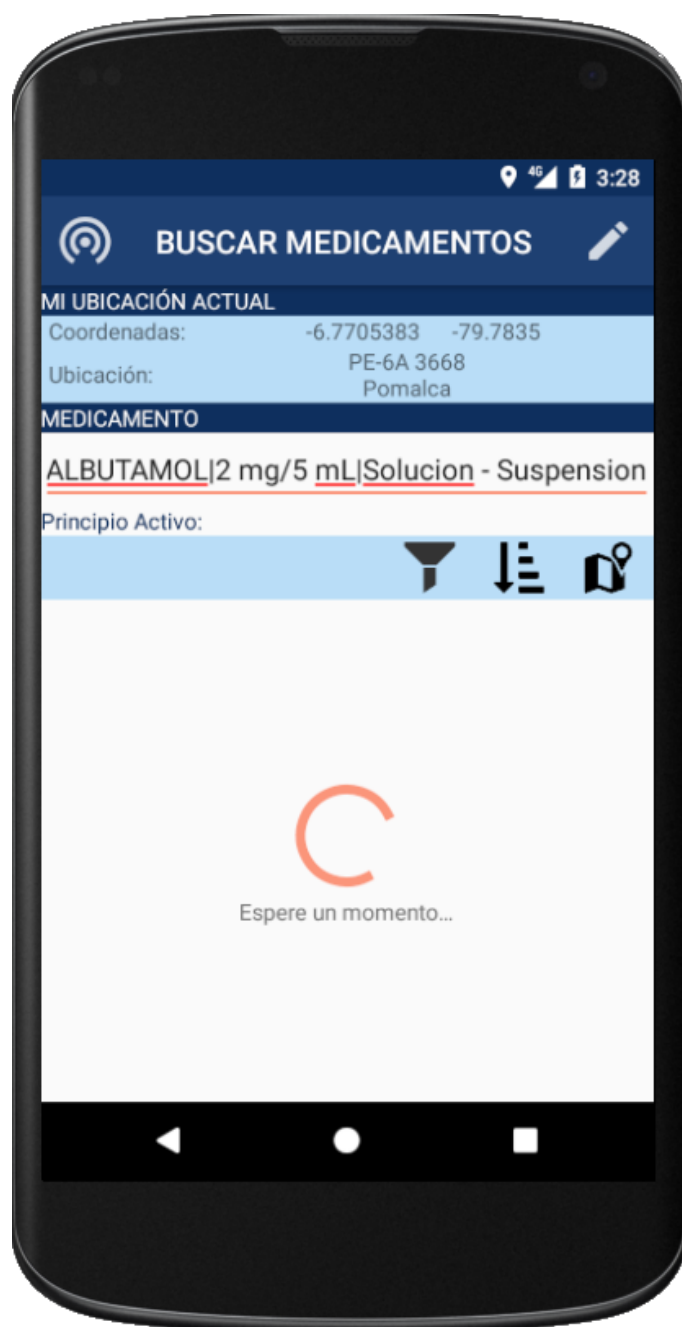 4G 3:28
BUSCAR MEDICAMENTOS
MI UBICACIÓN ACTUAL
Coordenadas: -6.7705383 -79.7835
Ubicación: PE-6A 3668
Pomalca
MEDICAMENTO
ALBUTAMOL|2 mg/5 mL|Solucion - Suspension
Principio Activo:
Espere un momento...